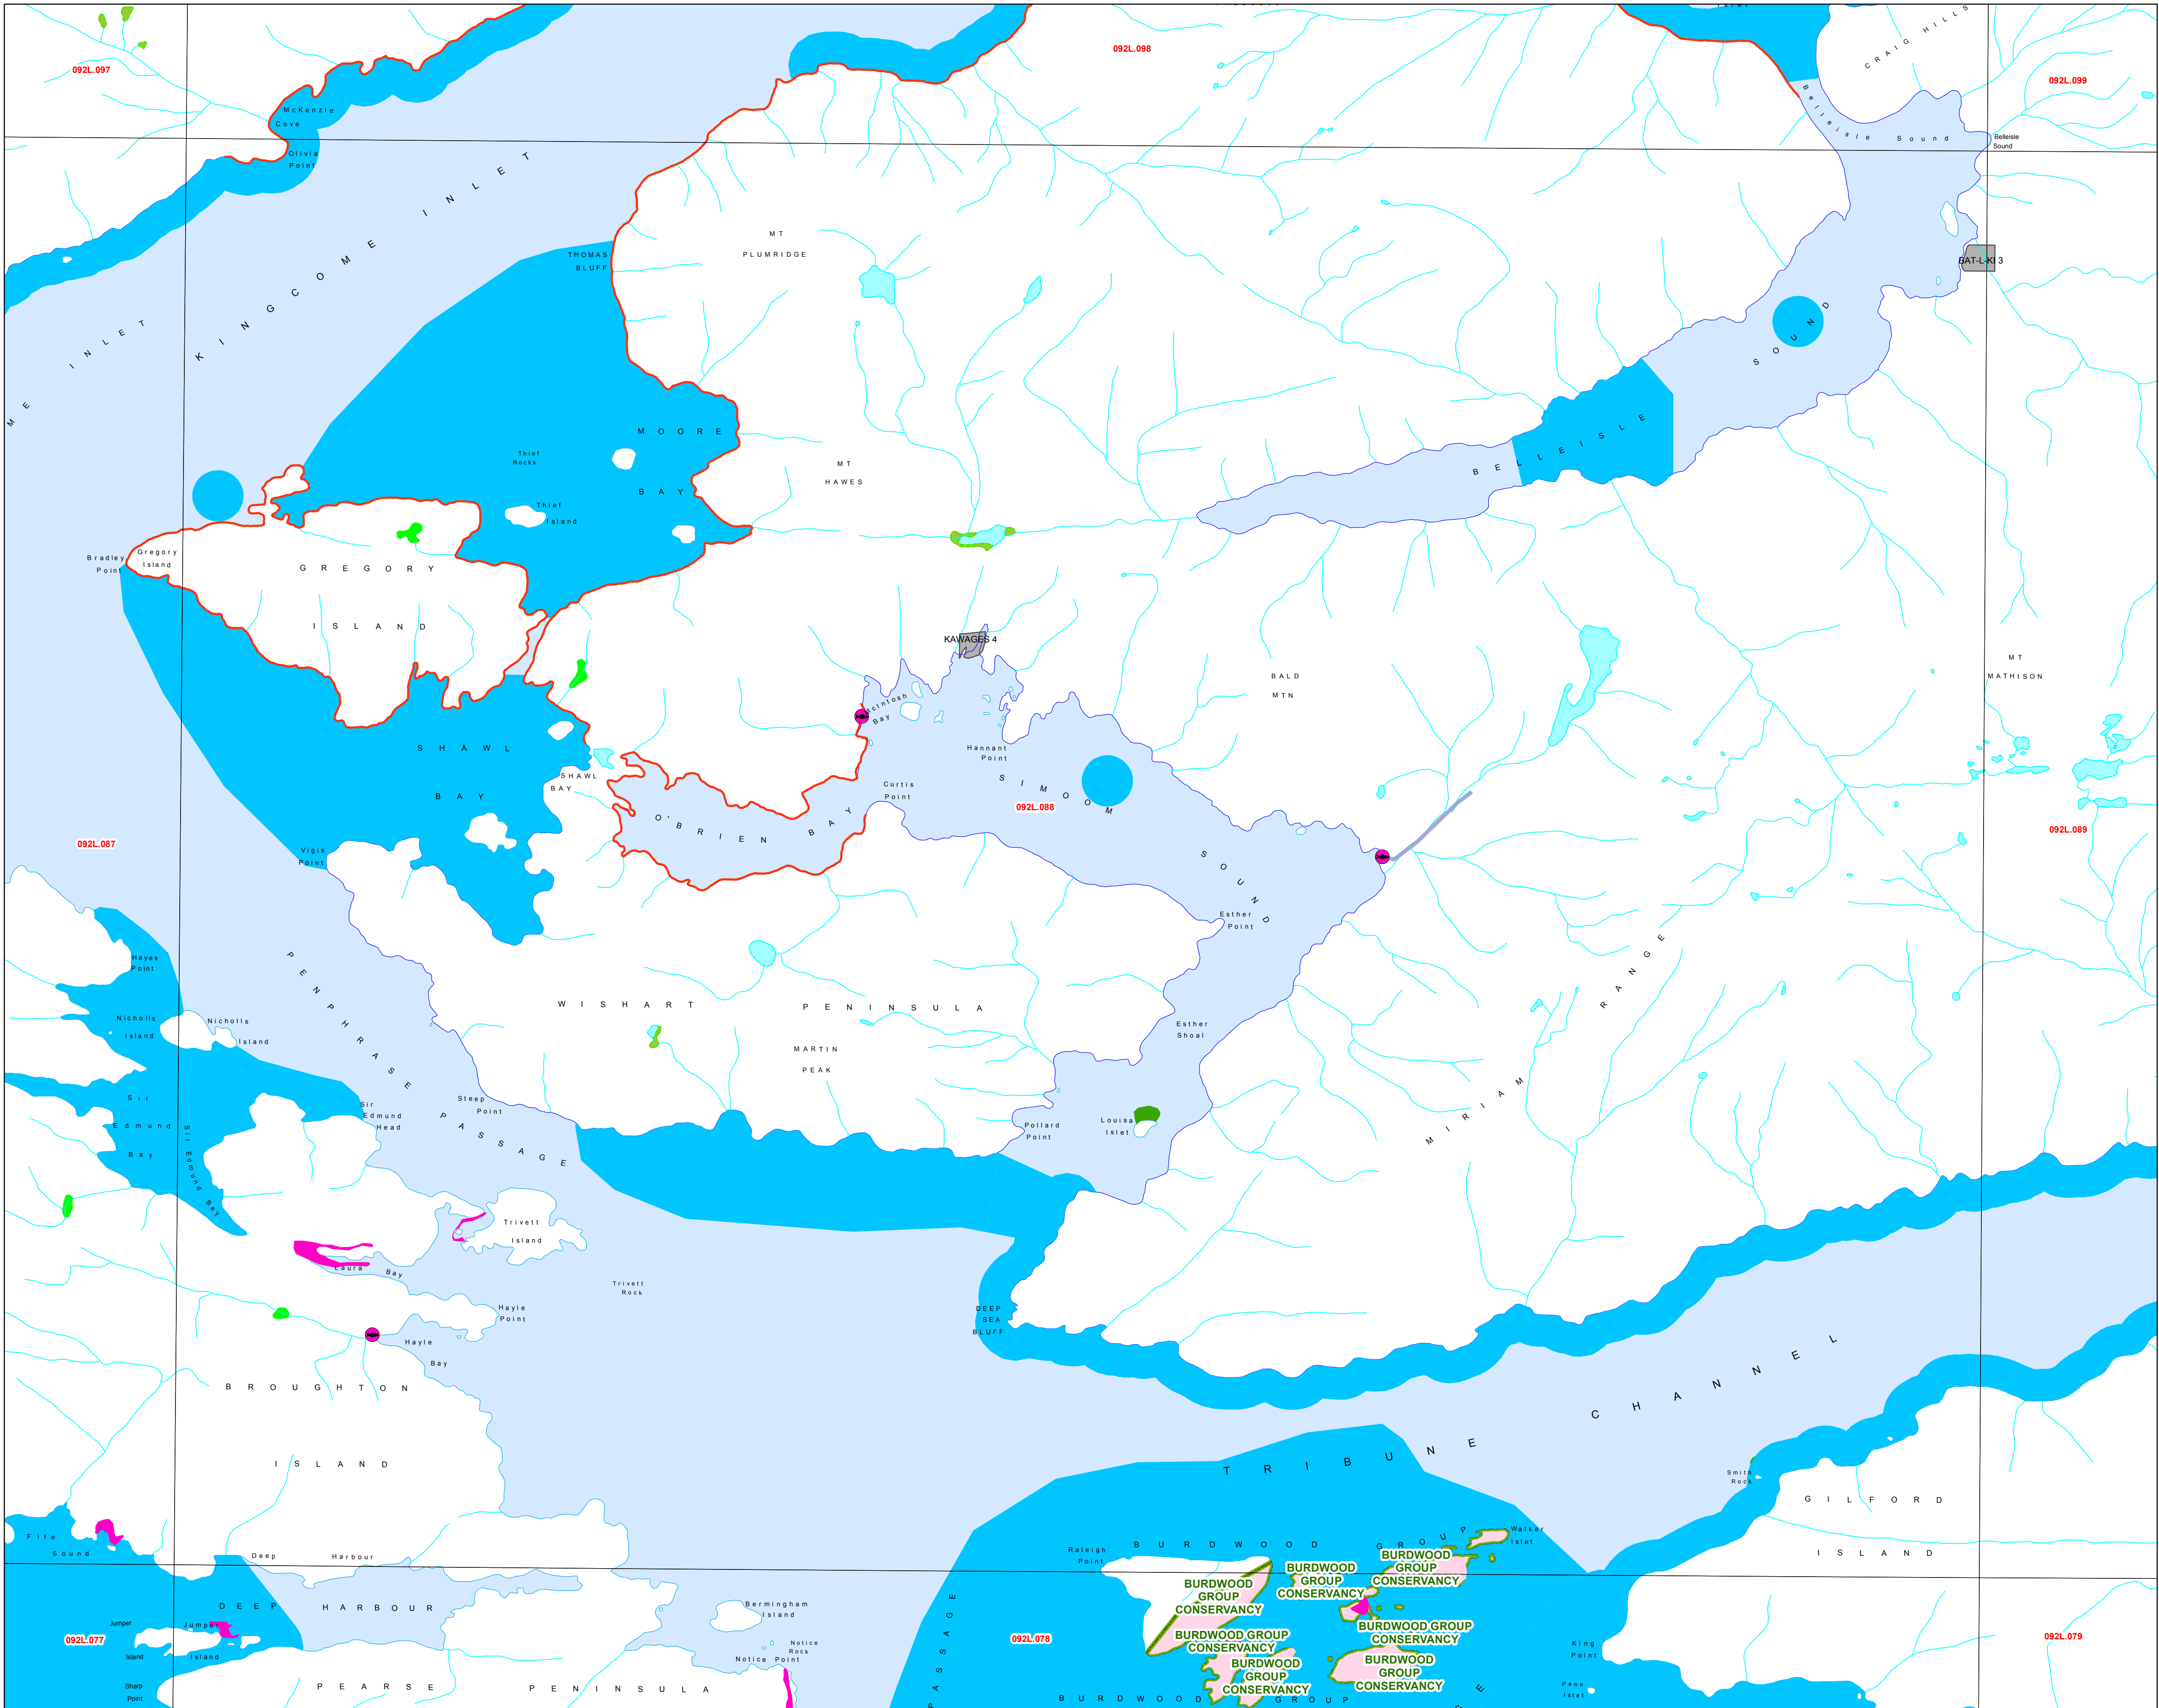 092L.097
092L.098
CRAIG HILLS
092L.099
McKenzie
Cove
Olivia
Point
Belleisle Sound
Belleisle
Sound
KINGCOME INLET
ME INLET
THOMAS
BLUFF
MT
PLUMRIDGE
BAT-L-KI 3
SOUND
BELLEISLE
MOORE
BAY
Thief
Rocks
Thief
Island
MT
HAWES
Bradley
Point
Gregory
Island
GREGORY
ISLAND
KAWAGES 4
BALD
MTN
MT
MATHISON
McIntosh
Bay
Hannant
Point
SHAWL
BAY
SHAWL
BAY
Curtis
Point
SIMOOM
SOUND
092L.088
092L.089
092L.087
O'BRIEN BAY
Vigis
Point
Esther
Point
Hayes
Point
PENPHRASE PASSAGE
WISHART PENINSULA
MIRIAM RANGE
Nicholls
Island
Nicholls
Island
Esther
Shoal
MARTIN
PEAK
Sir
Edmund
Bay
Sir Edmund Bay
Sir
Edmund
Head
Steep
Point
Pollard
Point
Louisa
Islet
Trivett
Island
Laura Bay
Trivett
Rock
Hayle
Point
Hayle
Bay
DEEP
SEA
BLUFF
BROUGHTON
ISLAND
TRIBUNE CHANNEL
Smith
Rock
GILFORD
ISLAND
Fife
Sound
Deep Harbour
Raleigh
Point
BURDWOOD GROUP
Walker
Islet
BURDWOOD
GROUP
CONSERVANCY
BURDWOOD
GROUP
CONSERVANCY
BURDWOOD
GROUP
CONSERVANCY
DEEP HARBOUR
Bermingham
Island
Jumper
Island
Jumper
Island
092L.077
092L.078
092L.079
BURDWOOD GROUP
CONSERVANCY
BURDWOOD GROUP
CONSERVANCY
BURDWOOD
GROUP
CONSERVANCY
BURDWOOD
GROUP
CONSERVANCY
Notice
Rock
Notice Point
King
Point
Penn
Islet
Sharp
Point
PEARSE PENINSULA
PASSAGE
BURDWOOD GROUP